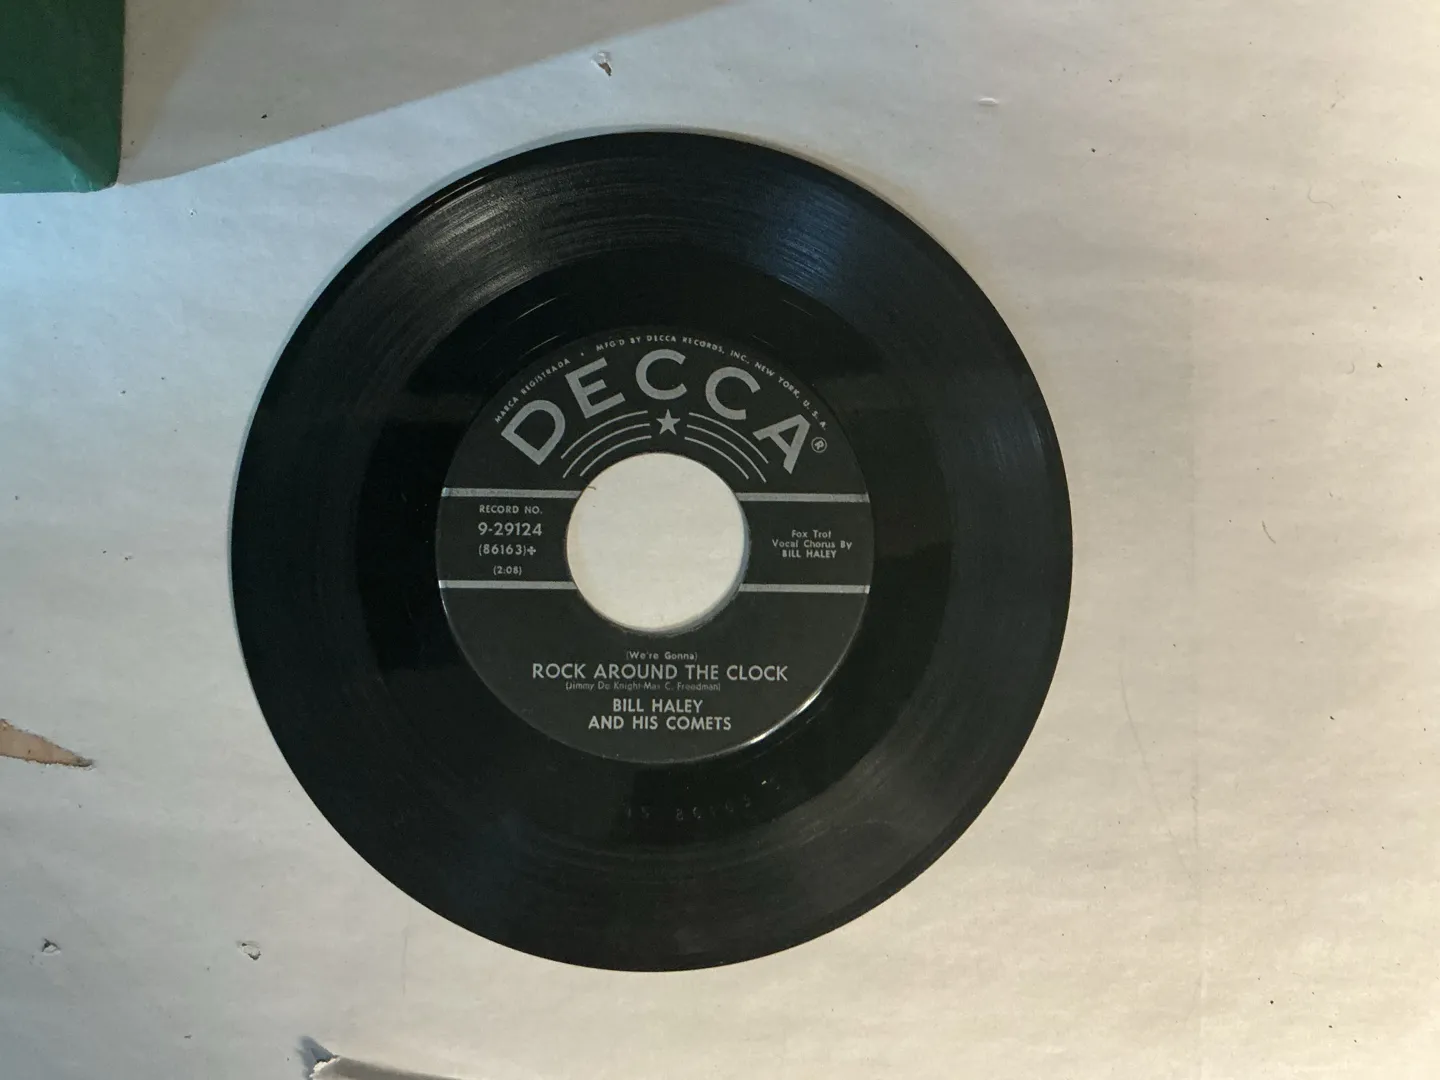 MARCA REGISTRADA • MFG'D BY DECCA RECORDS, INC., NEW YORK, U.S.A.
DECCA®
RECORD NO.
9-29124
(86163)✚
(2:08)
Fox Trot
Vocal Chorus By
BILL HALEY
(We're Gonna)
ROCK AROUND THE CLOCK
(Jimmy De Knight-Max C. Freedman)
BILL HALEY
AND HIS COMETS